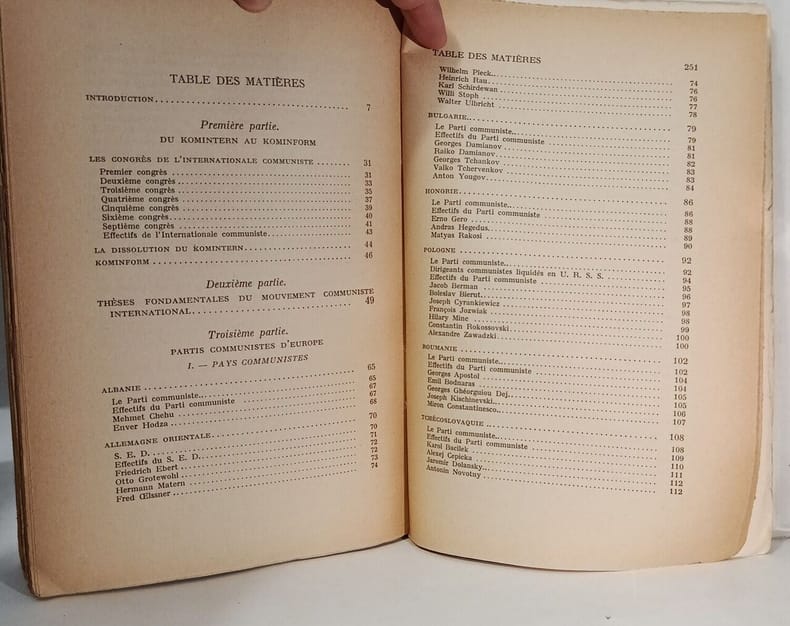 TABLE DES MATIÈRES
INTRODUCTION........ 7
Première partie.
DU KOMINTERN AU KOMINFORM
LES CONGRÈS DE L'INTERNATIONALE COMMUNISTE ........ 31
Premier congrès ........ 31
Deuxième congrès ........ 33
Troisième congrès ........ 35
Quatrième congrès ........ 37
Cinquième congrès ........ 39
Sixième congrès ........ 40
Septième congrès ........ 41
Effectifs de l'Internationale communiste ........ 43
LA DISSOLUTION DU KOMINTERN ........ 44
KOMINFORM ........ 46
Deuxième partie.
THÈSES FONDAMENTALES DU MOUVEMENT COMMUNISTE
INTERNATIONAL ........ 49
Troisième partie.
PARTIS COMMUNISTES D'EUROPE
I. — PAYS COMMUNISTES
ALBANIE ........ 65
Le Parti communiste ........ 65
Effectifs du Parti communiste ........ 67
Mehmet Chehu ........ 67
Enver Hodza ........ 68
ALLEMAGNE ORIENTALE ........ 70
S. E. D. ........ 70
Effectifs du S. E. D. ........ 71
Friedrich Ebert ........ 72
Otto Grotewohl ........ 72
Hermann Matern ........ 73
Fred Œlssner ........ 74
TABLE DES MATIÈRES 251
Wilhelm Pieck ........ 74
Heinrich Rau ........ 76
Karl Schirdewan ........ 76
Willi Stoph ........ 77
Walter Ulbricht ........ 78
BULGARIE ........ 79
Le Parti communiste ........ 79
Effectifs du Parti communiste ........ 81
Georges Damianov ........ 81
Raiko Damianov ........ 82
Georges Tchankov ........ 83
Valko Tchervenkov ........ 83
Anton Yougov ........ 84
HONGRIE ........ 86
Le Parti communiste ........ 86
Effectifs du Parti communiste ........ 88
Erno Gero ........ 88
Andras Hegedus ........ 89
Matyas Rakosi ........ 90
POLOGNE ........ 92
Le Parti communiste ........ 92
Dirigeants communistes liquidés en U. R. S. S. ........ 94
Effectifs du Parti communiste ........ 95
Jacob Berman ........ 96
Boleslav Bierut ........ 97
Joseph Cyrankiewicz ........ 98
François Jozwiak ........ 98
Hilary Minc ........ 99
Constantin Rokossovski ........ 100
Alexandre Zawadzki ........ 100
ROUMANIE ........ 102
Le Parti communiste ........ 102
Effectifs du Parti communiste ........ 104
Georges Apostol ........ 104
Emil Bodnaras ........ 105
Georges Ghéorguiou Dej ........ 105
Joseph Kischinevski ........ 106
Miron Constantinesco ........ 107
TCHÉCOSLOVAQUIE ........ 108
Le Parti communiste ........ 108
Effectifs du Parti communiste ........ 109
Karol Bacilek ........ 110
Alexej Cepicka ........ 111
Jaromir Dolansky ........ 112
Antonin Novotny ........ 112